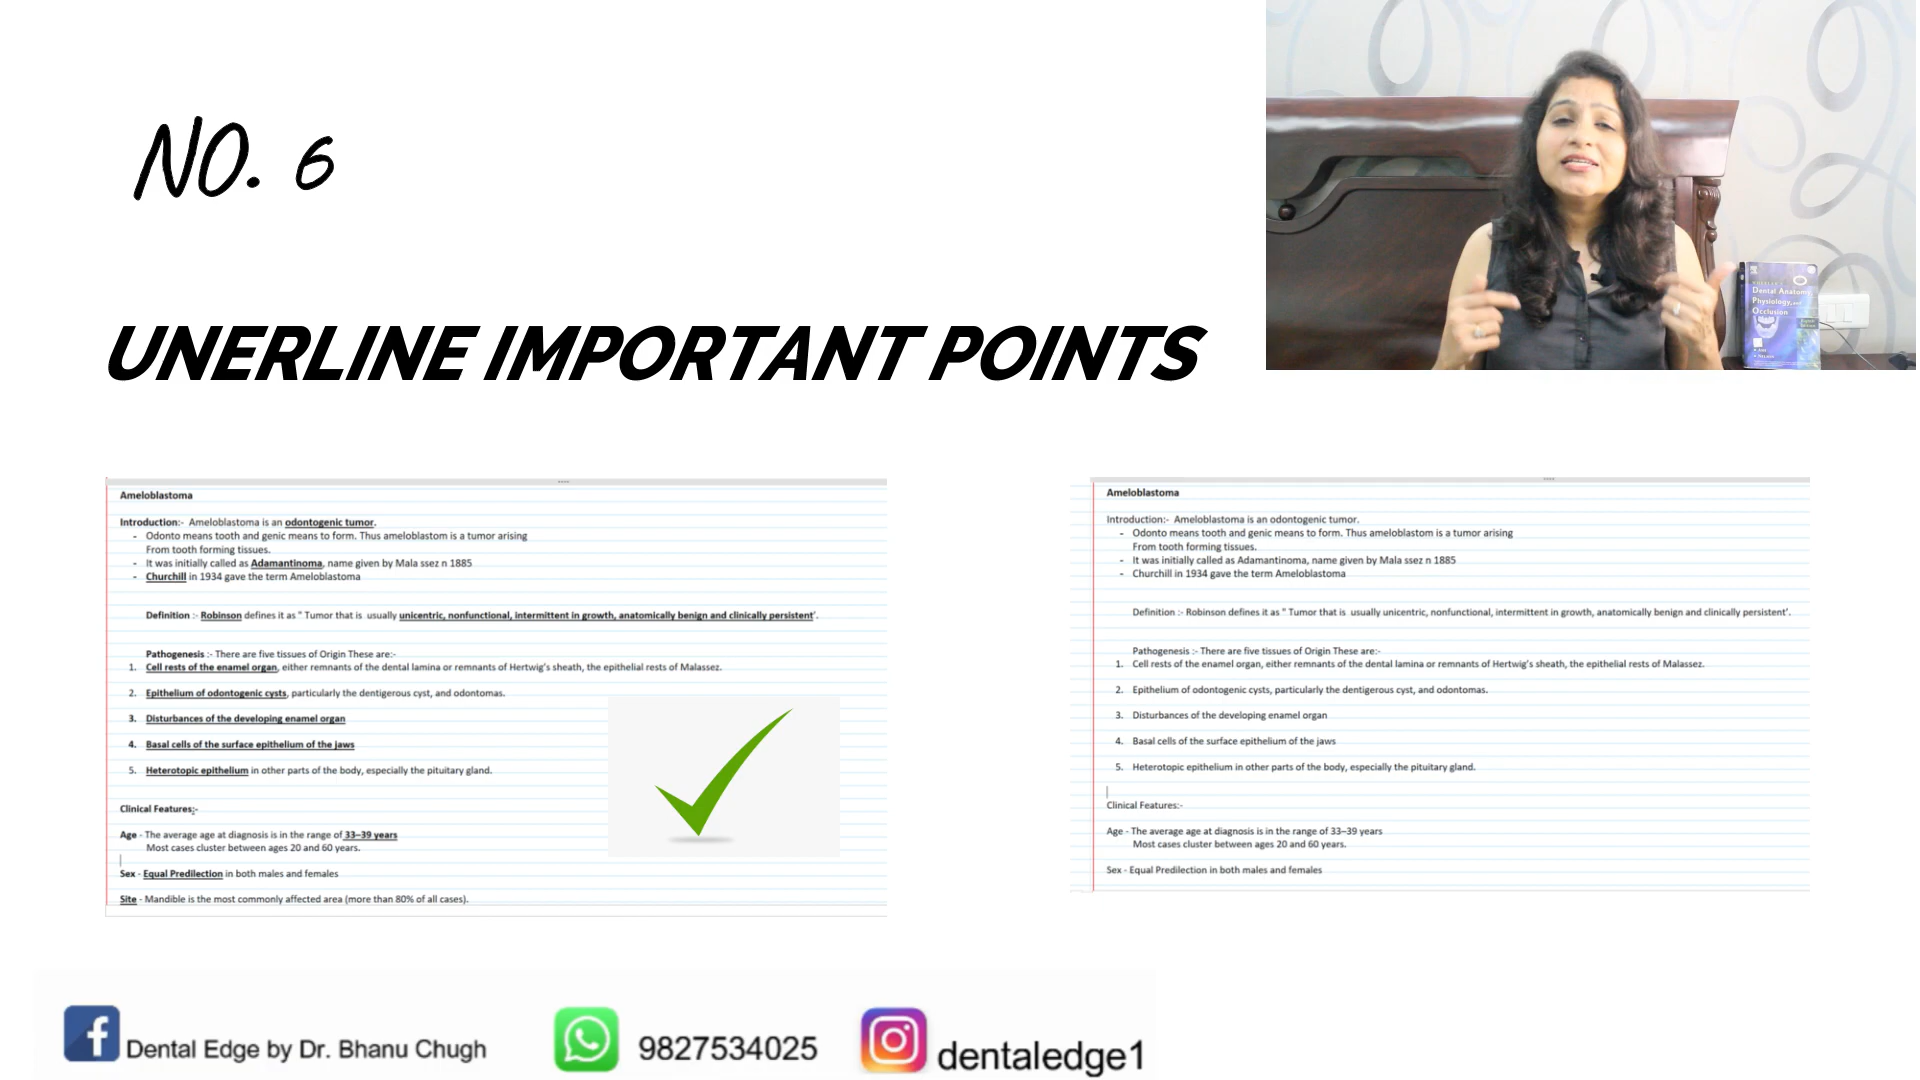 NO. 6
UNERLINE IMPORTANT POINTS
Dental Anatomy,
Physiology, and
Occlusion
Ameloblastoma
Introduction:- Ameloblastoma is an odontogenic tumor.
- Odonto means tooth and genic means to form. Thus ameloblastom is a tumor arising
From tooth forming tissues.
- It was initially called as Adamantinoma, name given by Mala ssez n 1885
- Churchill in 1934 gave the term Ameloblastoma
Definition :- Robinson defines it as " Tumor that is usually unicentric, nonfunctional, intermittent in growth, anatomically benign and clinically persistent'.
Pathogenesis :- There are five tissues of Origin These are:-
1. Cell rests of the enamel organ, either remnants of the dental lamina or remnants of Hertwig's sheath, the epithelial rests of Malassez.
2. Epithelium of odontogenic cysts, particularly the dentigerous cyst, and odontomas.
3. Disturbances of the developing enamel organ
4. Basal cells of the surface epithelium of the jaws
5. Heterotopic epithelium in other parts of the body, especially the pituitary gland.
Clinical Features:-
Age - The average age at diagnosis is in the range of 33–39 years
Most cases cluster between ages 20 and 60 years.
Sex - Equal Predilection in both males and females
Site - Mandible is the most commonly affected area (more than 80% of all cases).
Ameloblastoma
Introduction:- Ameloblastoma is an odontogenic tumor.
- Odonto means tooth and genic means to form. Thus ameloblastom is a tumor arising
From tooth forming tissues.
- It was initially called as Adamantinoma, name given by Mala ssez n 1885
- Churchill in 1934 gave the term Ameloblastoma
Definition :- Robinson defines it as " Tumor that is usually unicentric, nonfunctional, intermittent in growth, anatomically benign and clinically persistent'.
Pathogenesis :- There are five tissues of Origin These are:-
1. Cell rests of the enamel organ, either remnants of the dental lamina or remnants of Hertwig's sheath, the epithelial rests of Malassez.
2. Epithelium of odontogenic cysts, particularly the dentigerous cyst, and odontomas.
3. Disturbances of the developing enamel organ
4. Basal cells of the surface epithelium of the jaws
5. Heterotopic epithelium in other parts of the body, especially the pituitary gland.
Clinical Features:-
Age - The average age at diagnosis is in the range of 33–39 years
Most cases cluster between ages 20 and 60 years.
Sex - Equal Predilection in both males and females
Dental Edge by Dr. Bhanu Chugh
9827534025
dentaledge1